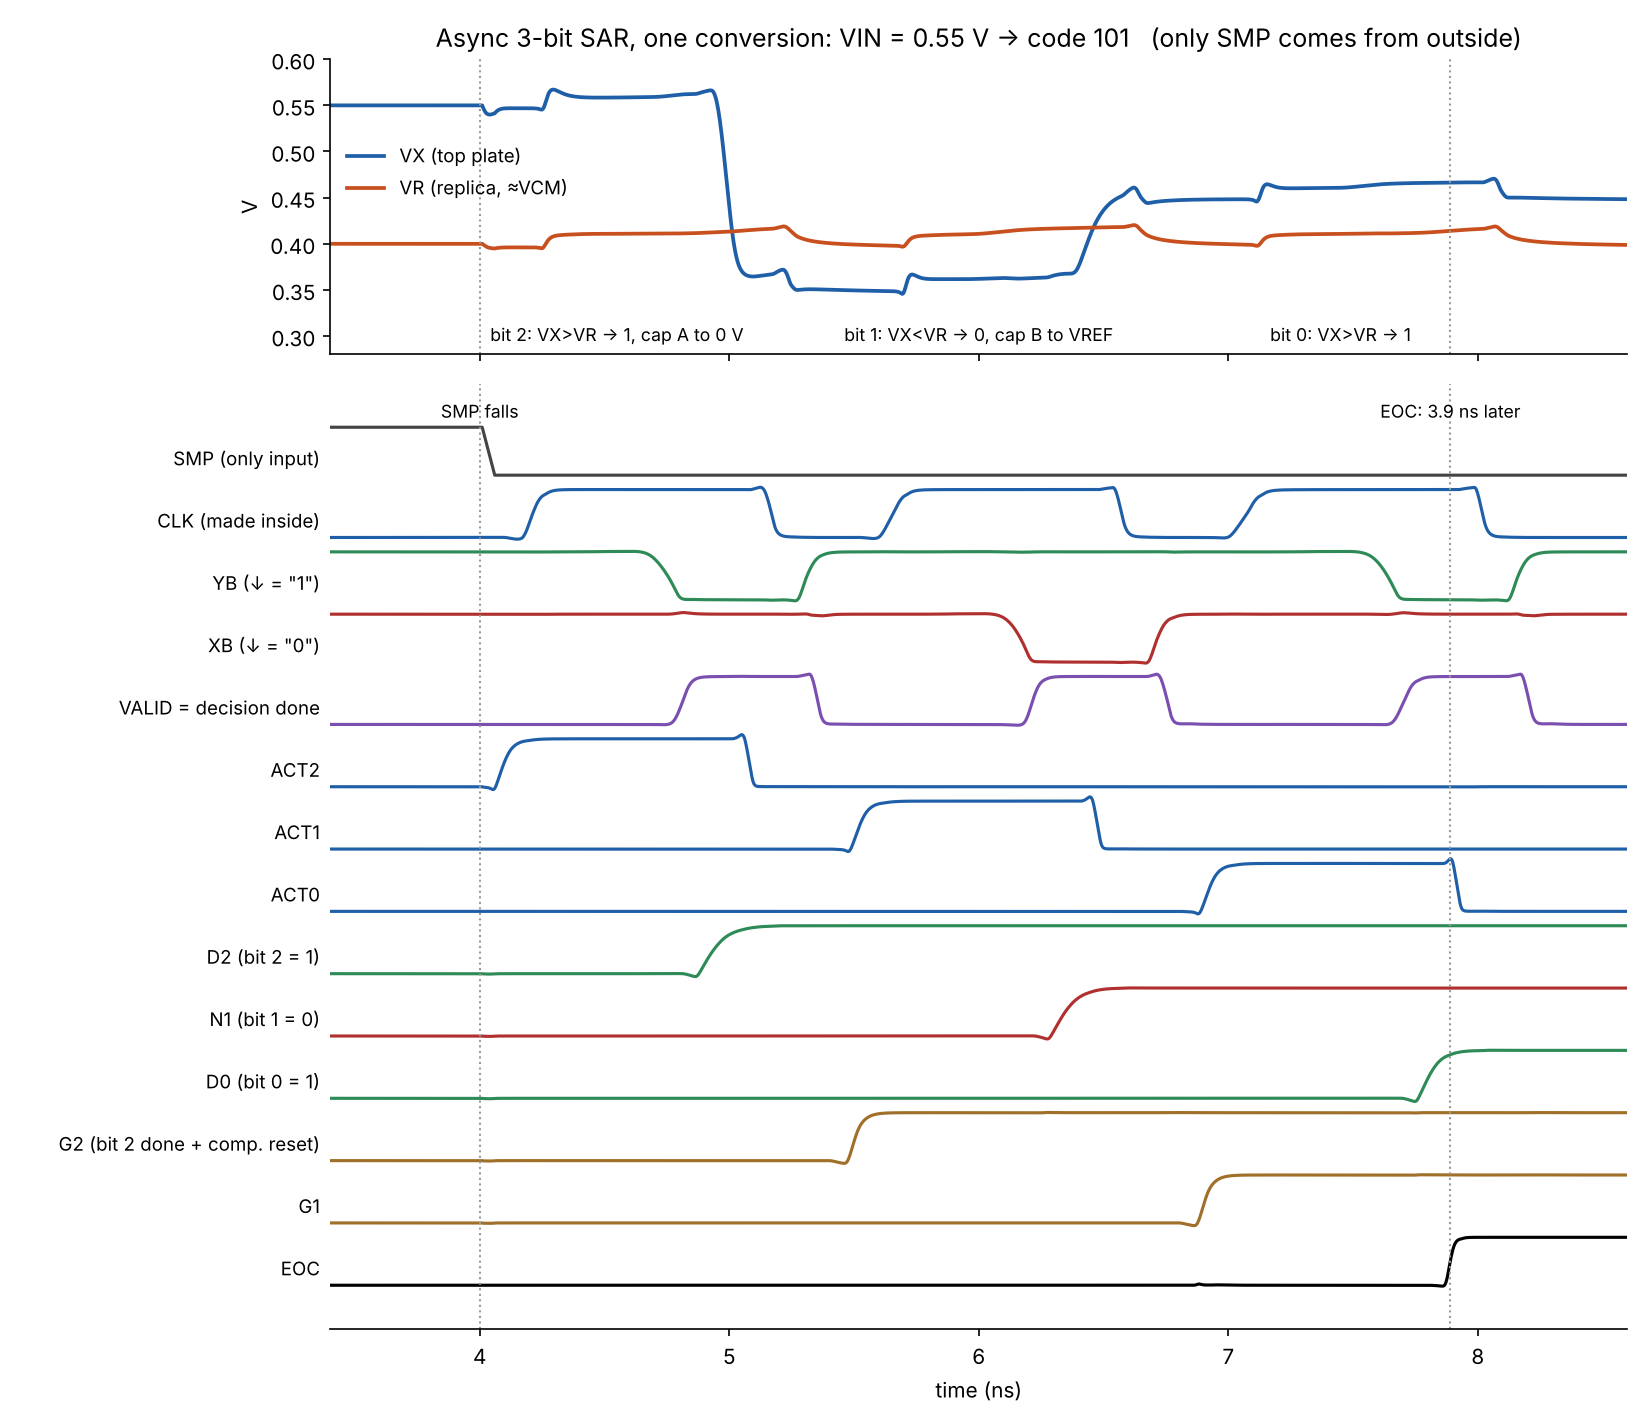 Async 3-bit SAR, one conversion: VIN = 0.55 V → code 101 (only SMP comes from outside)
0.60
0.55
0.50
0.45
0.40
0.35
0.30
V
VX (top plate)
VR (replica, ≈VCM)
bit 2: VX>VR → 1, cap A to 0 V
bit 1: VX<VR → 0, cap B to VREF
bit 0: VX>VR → 1
SMP falls
EOC: 3.9 ns later
SMP (only input)
CLK (made inside)
YB (↓ = "1")
XB (↓ = "0")
VALID = decision done
ACT2
ACT1
ACT0
D2 (bit 2 = 1)
N1 (bit 1 = 0)
D0 (bit 0 = 1)
G2 (bit 2 done + comp. reset)
G1
EOC
4 5 6 7 8
time (ns)